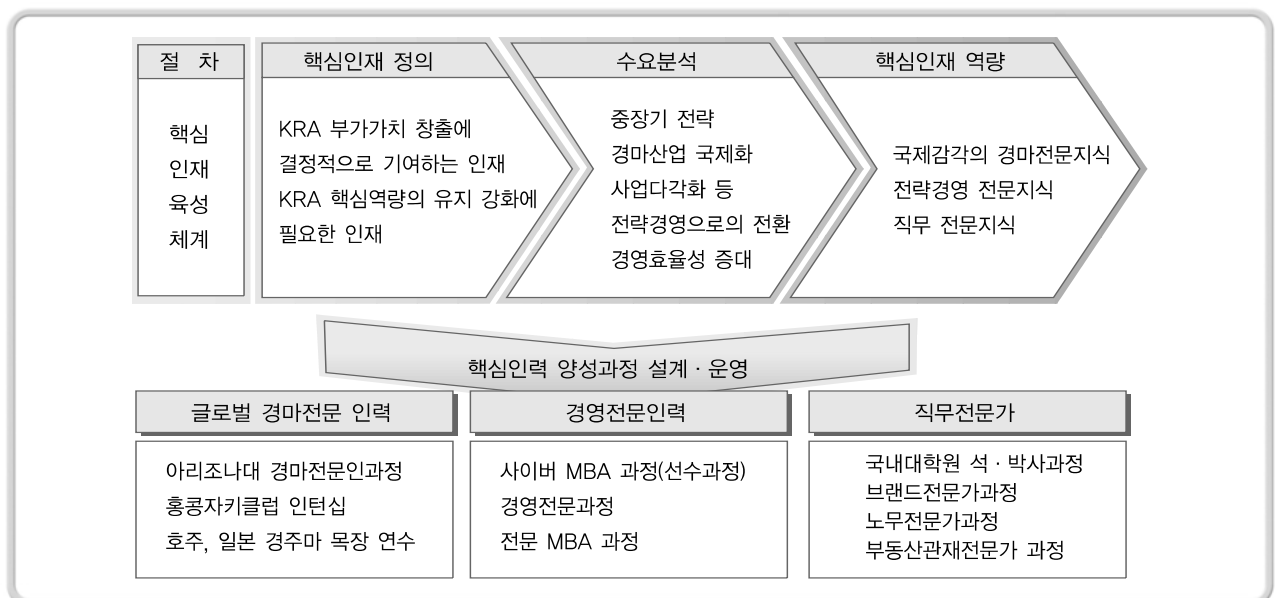 절 차
핵심
인재
육성
체계
핵심인재 정의
KRA 부가가치 창출에
결정적으로 기여하는 인재
KRA 핵심역량의 유지 강화에
필요한 인재
수요분석
중장기 전략
경마산업 국제화
사업다각화 등
전략경영으로의 전환
경영효율성 증대
핵심인재 역량
국제감각의 경마전문지식
전략경영 전문지식
직무 전문지식
핵심인력 양성과정 설계 · 운영
글로벌 경마전문 인력
아리조나대 경마전문인과정
홍콩자키클럽 인턴십
호주, 일본 경주마 목장 연수
경영전문인력
사이버 MBA 과정(선수과정)
경영전문과정
전문 MBA 과정
직무전문가
국내대학원 석 · 박사과정
브랜드전문가과정
노무전문가과정
부동산관재전문가 과정